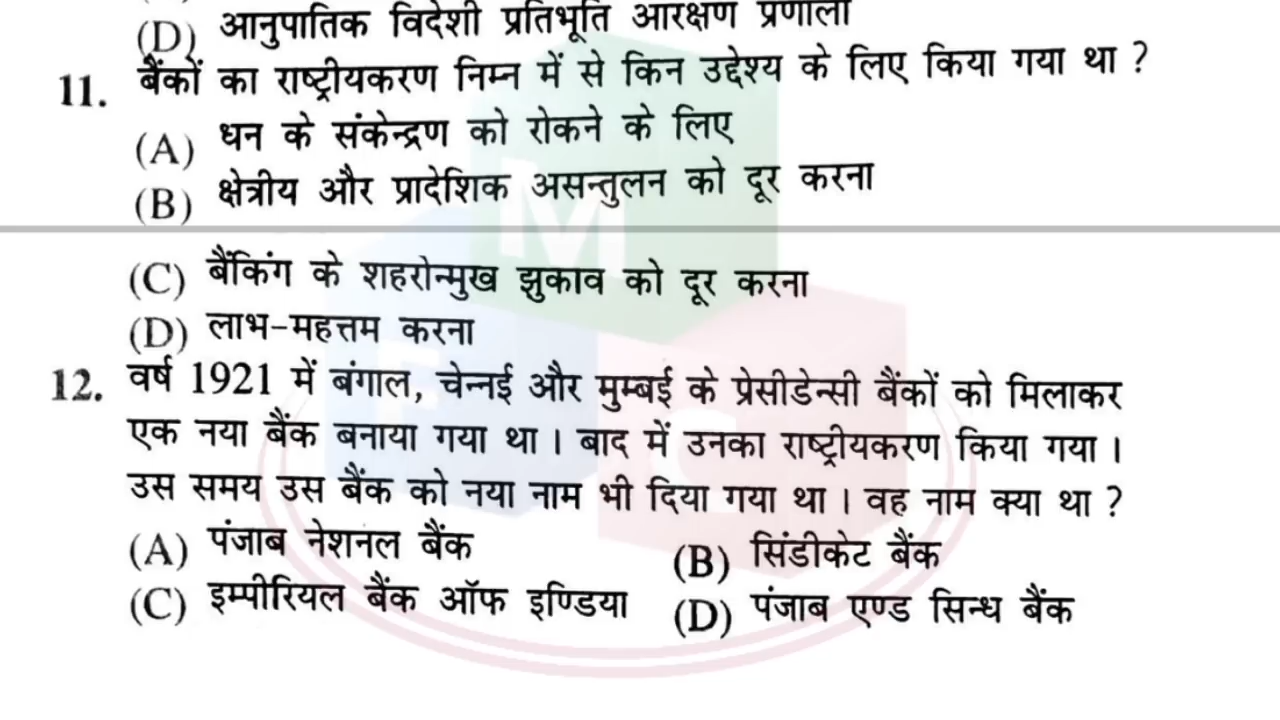 (D) आनुपातिक विदेशी प्रतिभूति आरक्षण प्रणाली
11. बैंकों का राष्ट्रीयकरण निम्न में से किन उद्देश्य के लिए किया गया था ?
(A) धन के संकेन्द्रण को रोकने के लिए
(B) क्षेत्रीय और प्रादेशिक असन्तुलन को दूर करना
(C) बैंकिंग के शहरोन्मुख झुकाव को दूर करना
(D) लाभ-महत्तम करना
12. वर्ष 1921 में बंगाल, चेन्नई और मुम्बई के प्रेसीडेन्सी बैंकों को मिलाकर
एक नया बैंक बनाया गया था । बाद में उनका राष्ट्रीयकरण किया गया ।
उस समय उस बैंक को नया नाम भी दिया गया था । वह नाम क्या था ?
(A) पंजाब नेशनल बैंक (B) सिंडीकेट बैंक
(C) इम्पीरियल बैंक ऑफ इण्डिया (D) पंजाब एण्ड सिन्ध बैंक
M
F
C